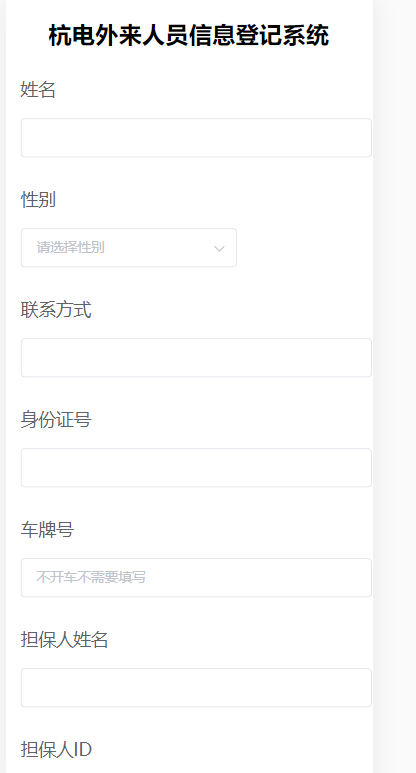 杭电外来人员信息登记系统
姓名
性别
请选择性别
联系方式
身份证号
车牌号
不开车不需要填写
担保人姓名
担保人ID